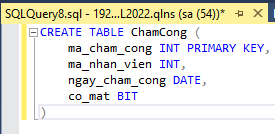 SQLQuery8.sql - 192...L2022.qlns (sa (54))*
CREATE TABLE ChamCong (
ma_cham_cong INT PRIMARY KEY,
ma_nhan_vien INT,
ngay_cham_cong DATE,
co_mat BIT
)